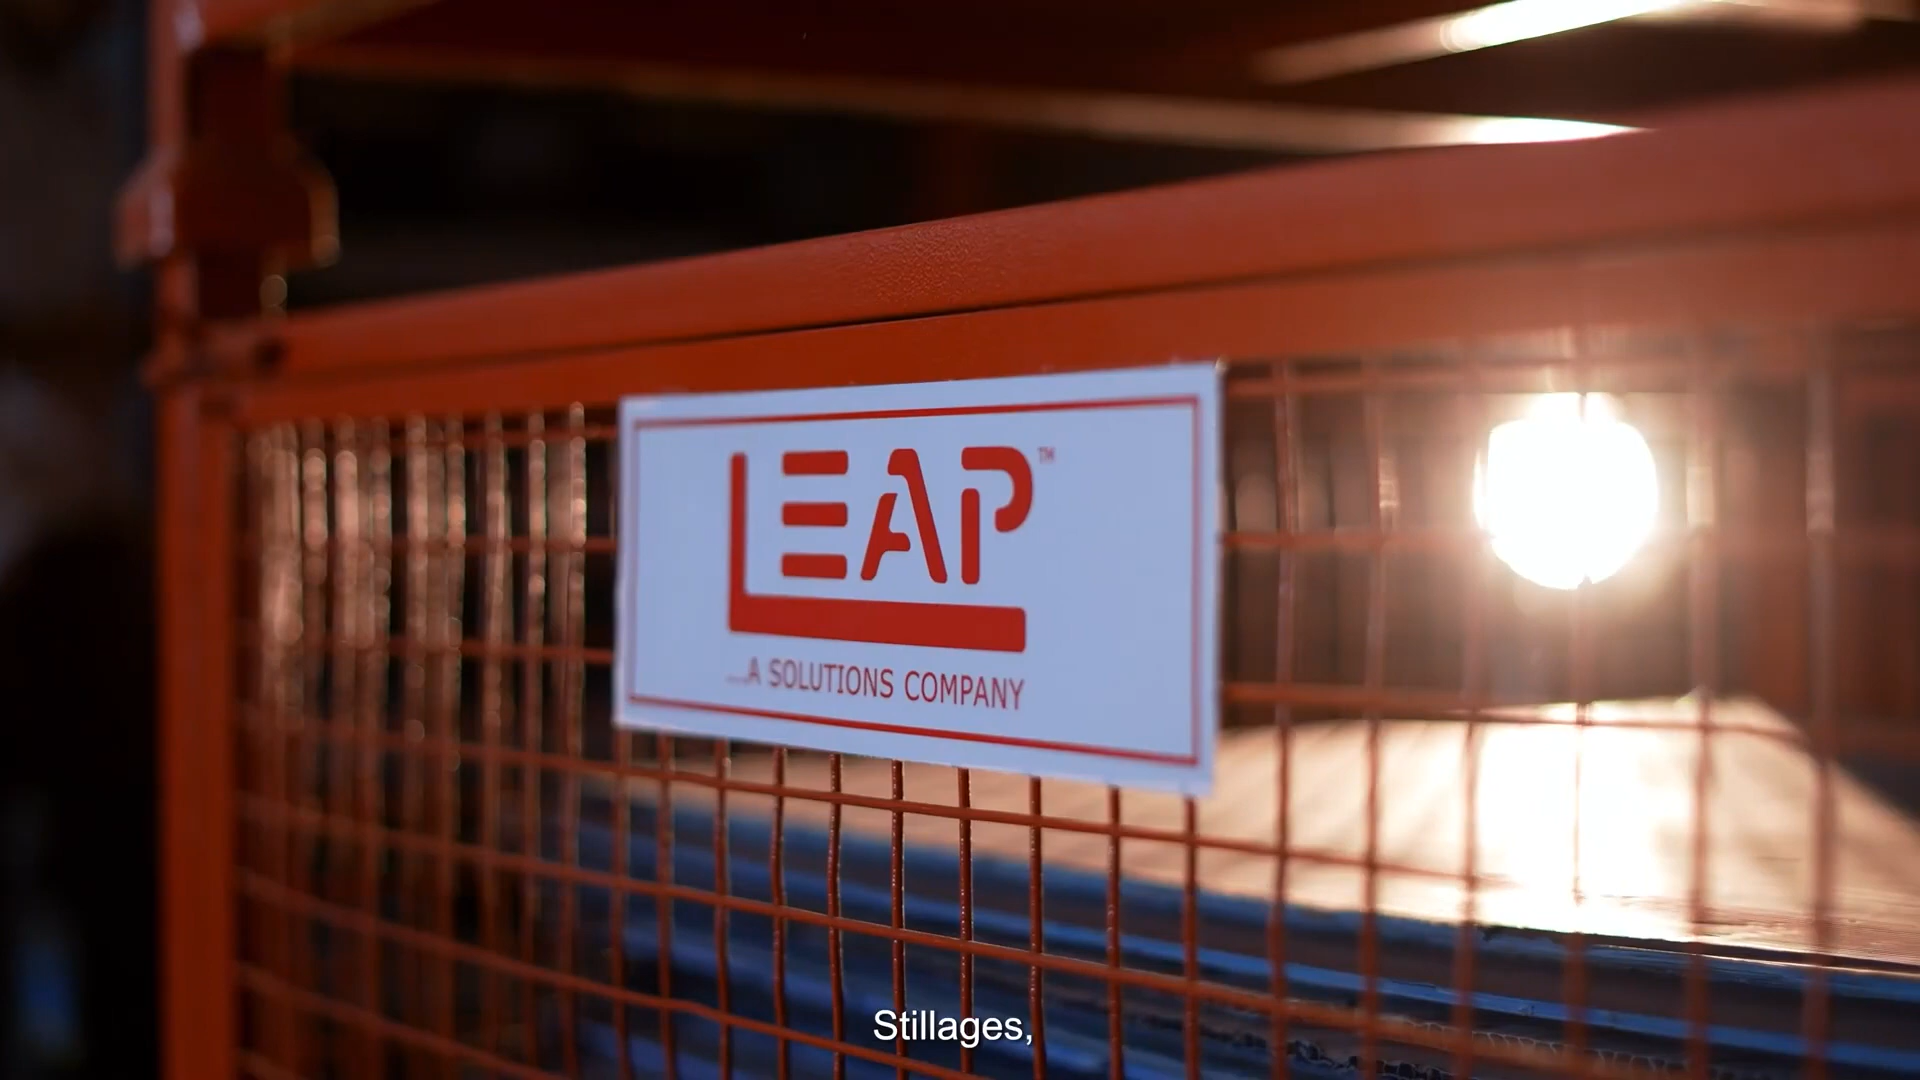 LEAP™
....A SOLUTIONS COMPANY
Stillages,